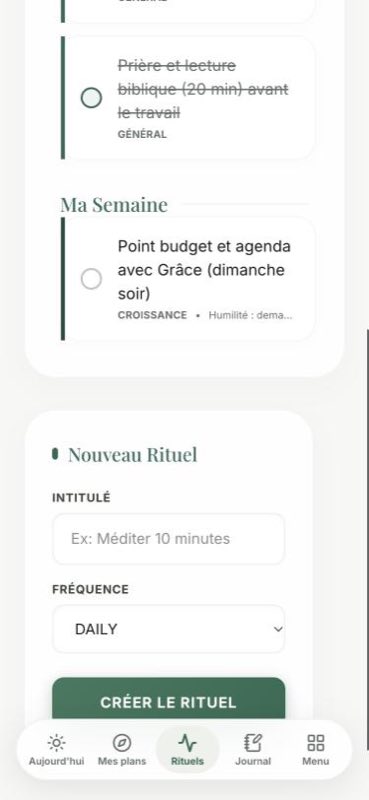 Prière et lecture
biblique (20 min) avant
le travail
GÉNÉRAL
Ma Semaine
Point budget et agenda
avec Grâce (dimanche
soir)
CROISSANCE • Humilité : dema...
Nouveau Rituel
INTITULÉ
Ex: Méditer 10 minutes
FRÉQUENCE
DAILY
CRÉER LE RITUEL
Aujourd'hui Mes plans Rituels Journal Menu